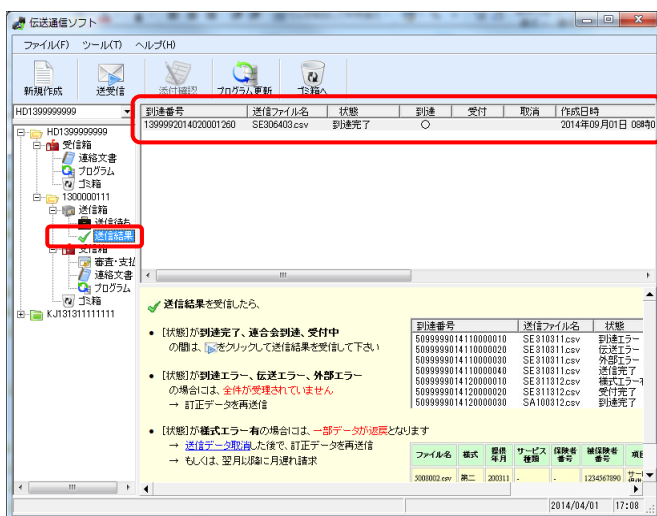 伝送通信ソフト
ファイル(F) ツール(T) ヘルプ(H)
新規作成 送受信 添付確認 プログラム更新 ゴミ箱へ
HD1399999999
到達番号 送信ファイル名 状態 到達 受付 取消 作成日時
1399992014020001260 SE306403.csv 到達完了 ○ 2014年09月01日 08時0
HD1399999999
受信箱
連絡文書
プログラム
ゴミ箱
1300000111
送信箱
送信待ち
送信結果
受信箱
審査・支払
連絡文書
プログラム
ゴミ箱
KJ131311111111
送信結果を受信したら、
• [状態]が到達完了、連合会到達、受付中
の間は、をクリックして送信結果を受信して下さい
• [状態]が到達エラー、伝送エラー、外部エラー
の場合には、全件が受理されていません
→ 訂正データを再送信
• [状態]が様式エラー有の場合には、一部データが返戻となります
→ 送信データ取消した後で、訂正データを再送信
→ もしくは、翌月以降に月遅れ請求
到達番号 送信ファイル名 状態
5099999014110000010 SE310311.csv 到達エラー
5099999014110000020 SE310311.csv 伝送エラー
5099999014110000030 SE310311.csv 外部エラー
5099999014110000040 SE310311.csv 送信完了
5099999014120000010 SE311312.csv 様式エラー有
5099999014120000020 SE311312.csv 受付完了
5099999014120000030 SA100312.csv 到達完了
ファイル名 様式 提供年月 サービス種類 保険者番号 被保険者番号 項目
5008002.csv 第二 200311 - - 1234567890
2014/04/01 17:08